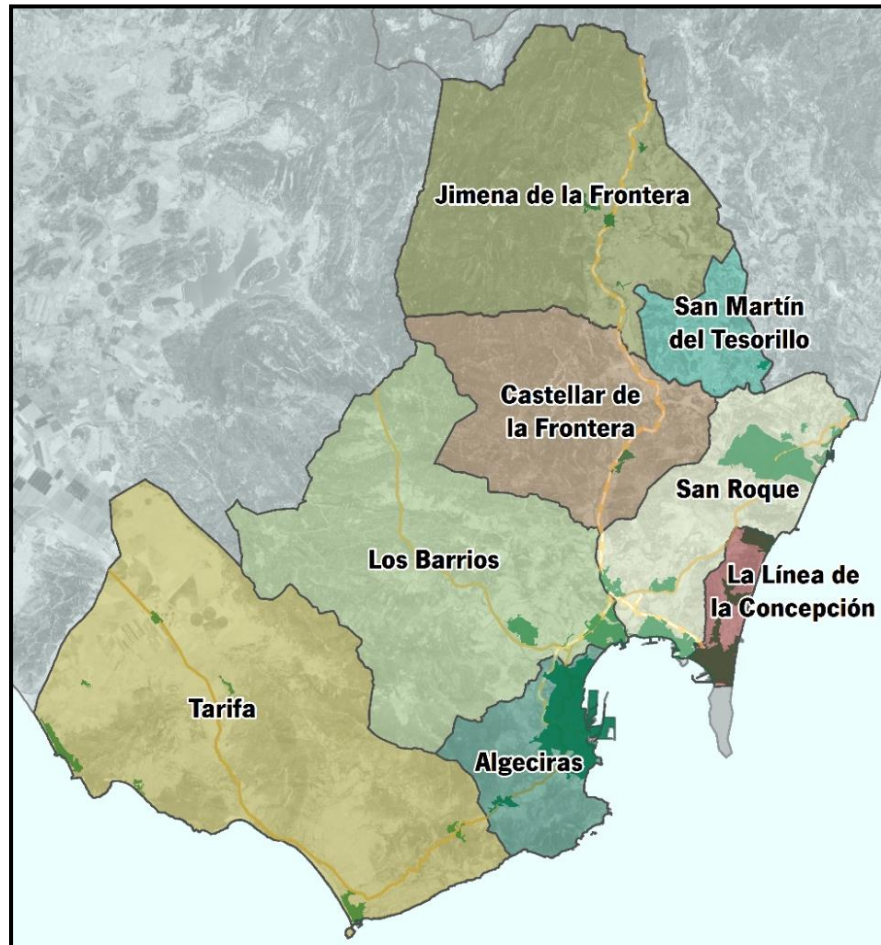 Jimena de la Frontera
San Martín
del Tesorillo
Castellar de
la Frontera
San Roque
Los Barrios
La Línea de
la Concepción
Tarifa
Algeciras